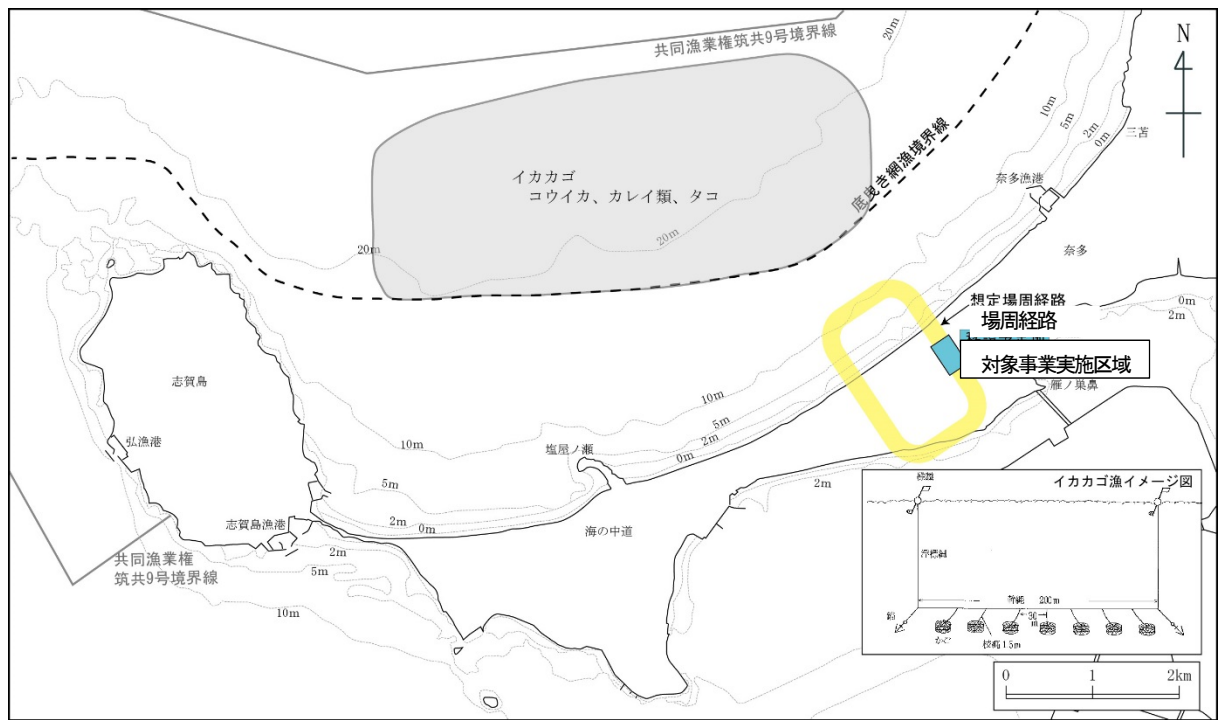 共同漁業権筑共9号境界線
20m
N
10m
5m
2m
0m
三苫
イカカゴ
コウイカ、カレイ類、タコ
底曳き網漁境界線
奈多漁港
20m
20m
奈多
想定場周経路
場周経路
0m
2m
対象事業実施区域
雁ノ巣鼻
志賀島
10m
5m
2m
0m
弘漁港
10m
塩屋ノ瀬
5m
2m
イカカゴ漁イメージ図
志賀島漁港
2m
0m
海の中道
共同漁業権
筑共9号境界線
2m
5m
10m
幹縄 200m
かご
枝縄1.5m
0 1 2km